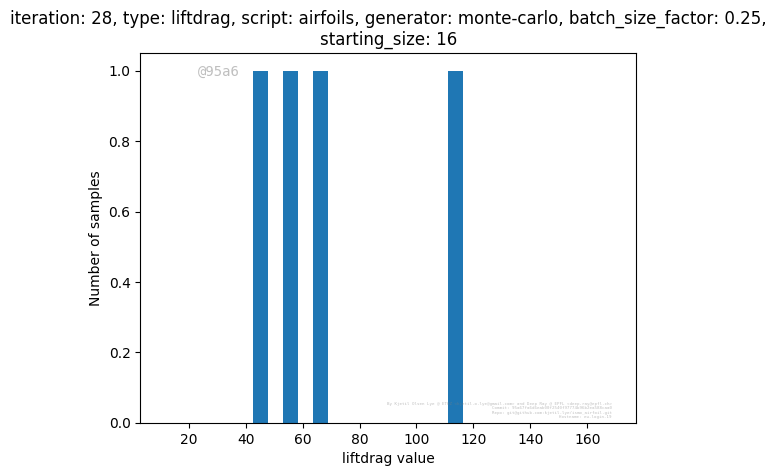 iteration: 28, type: liftdrag, script: airfoils, generator: monte-carlo, batch_size_factor: 0.25,
starting_size: 16
@95a6
1.0
0.8
0.6
0.4
0.2
0.0
Number of samples
20 40 60 80 100 120 140 160
liftdrag value